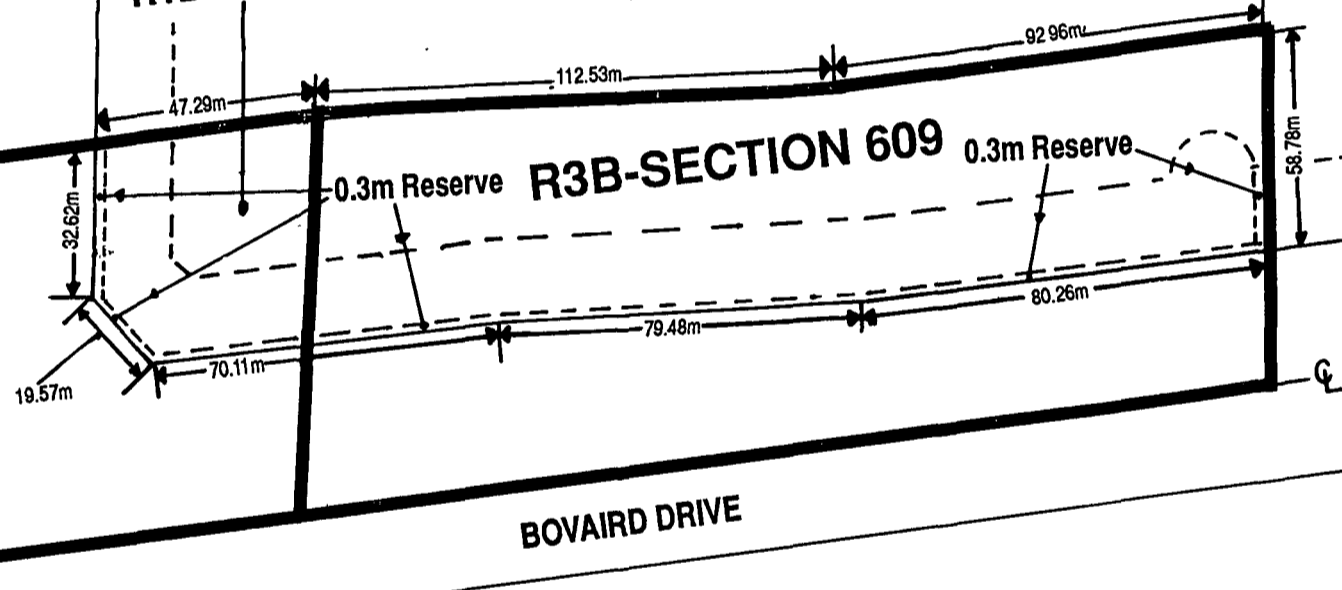 92 96m
112.53m
47.29m
R3B-SECTION 609
0.3m Reserve
0.3m Reserve
58.78m
32.62m
80.26m
79.48m
70.11m
19.57m
C L
BOVAIRD DRIVE